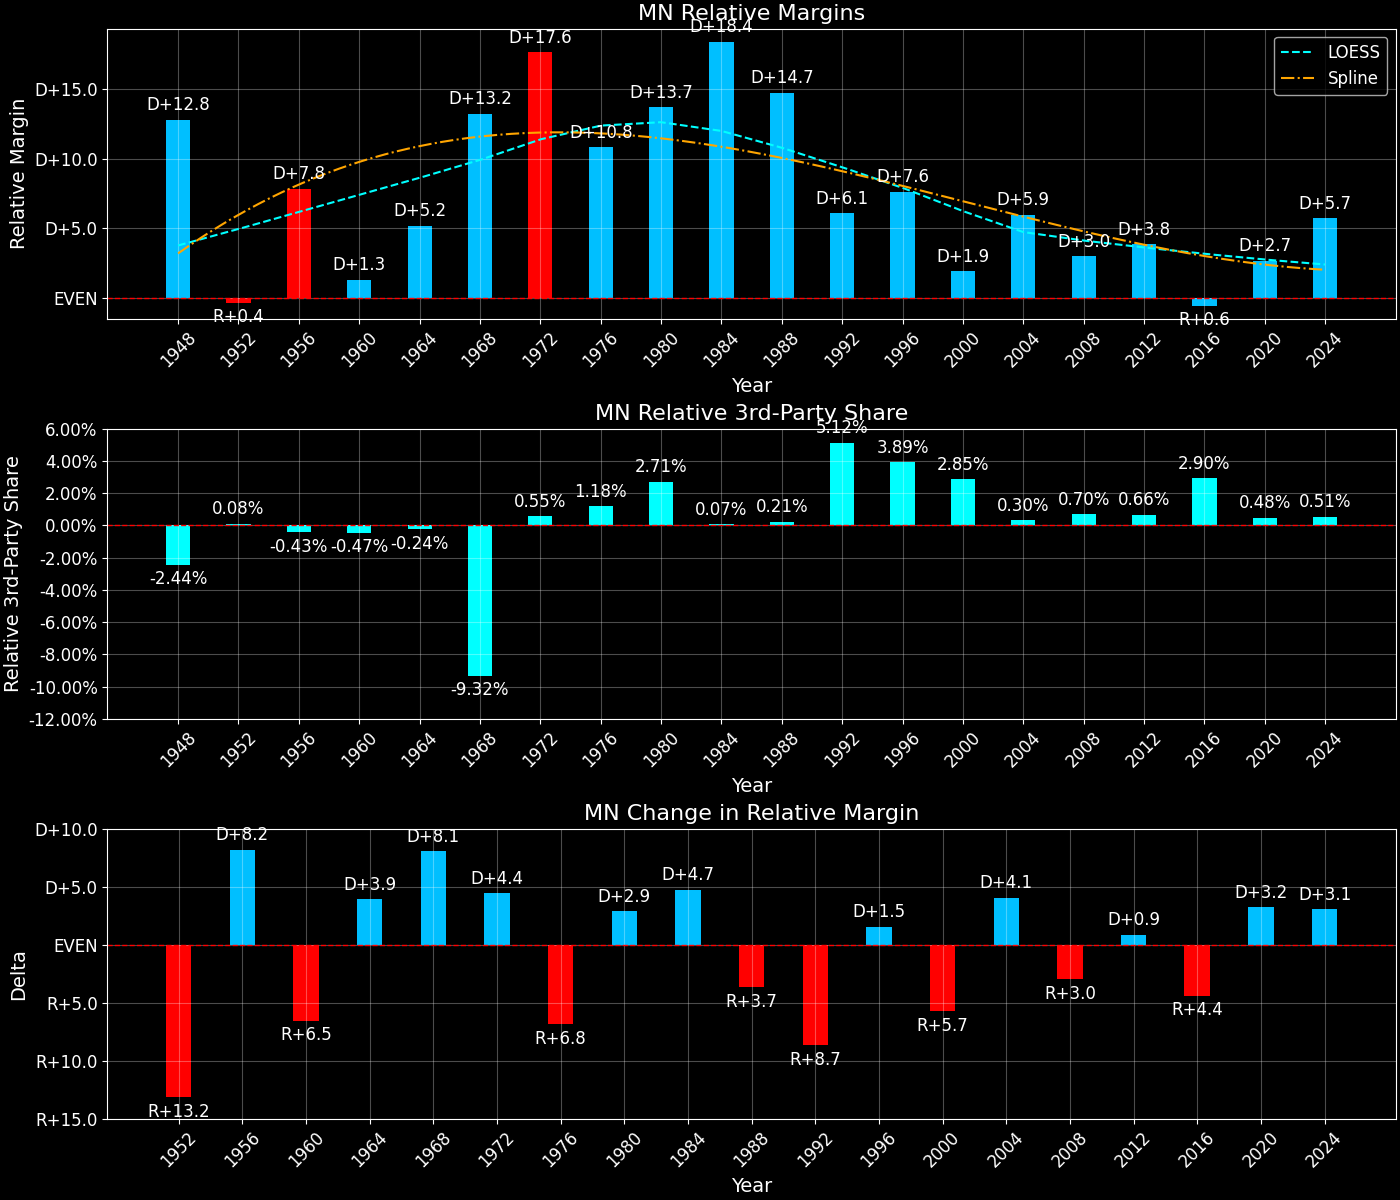 MN Relative Margins
Relative Margin
D+15.0
D+10.0
D+5.0
EVEN
D+12.8
R+0.4
D+7.8
D+1.3
D+5.2
D+13.2
D+17.6
D+10.8
D+13.7
D+18.4
D+14.7
D+6.1
D+7.6
D+1.9
D+5.9
D+3.0
D+3.8
R+0.6
D+2.7
D+5.7
LOESS
Spline
1948 1952 1956 1960 1964 1968 1972 1976 1980 1984 1988 1992 1996 2000 2004 2008 2012 2016 2020 2024
Year
MN Relative 3rd-Party Share
Relative 3rd-Party Share
6.00%
4.00%
2.00%
0.00%
-2.00%
-4.00%
-6.00%
-8.00%
-10.00%
-12.00%
-2.44%
0.08%
-0.43%
-0.47%
-0.24%
-9.32%
0.55%
1.18%
2.71%
0.07%
0.21%
5.12%
3.89%
2.85%
0.30%
0.70%
0.66%
2.90%
0.48%
0.51%
1948 1952 1956 1960 1964 1968 1972 1976 1980 1984 1988 1992 1996 2000 2004 2008 2012 2016 2020 2024
Year
MN Change in Relative Margin
Delta
D+10.0
D+5.0
EVEN
R+5.0
R+10.0
R+15.0
R+13.2
D+8.2
R+6.5
D+3.9
D+8.1
D+4.4
R+6.8
D+2.9
D+4.7
R+3.7
R+8.7
D+1.5
R+5.7
D+4.1
R+3.0
D+0.9
R+4.4
D+3.2
D+3.1
1952 1956 1960 1964 1968 1972 1976 1980 1984 1988 1992 1996 2000 2004 2008 2012 2016 2020 2024
Year